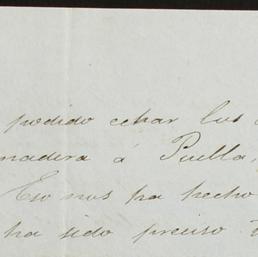 podido echar los
madera á Puebla,
Eso nos ha hecho
ha sido preciso